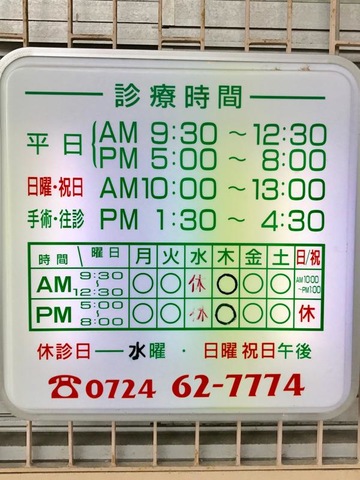 診療時間
平日 AM 9:30 〜 12:30
PM 5:00 〜 8:00
日曜・祝日 AM10:00 〜 13:00
手術・往診 PM 1:30 〜 4:30
時間 曜日 月 火 水 木 金 土 日/祝
AM 9:30〜12:30 ○ ○ 休 ○ ○ ○ AM10:00〜PM1:00
PM 5:00〜8:00 ○ ○ 休 ○ ○ ○ 休
休診日 ― 水曜 ・ 日曜祝日午後
☎0724 62-7774